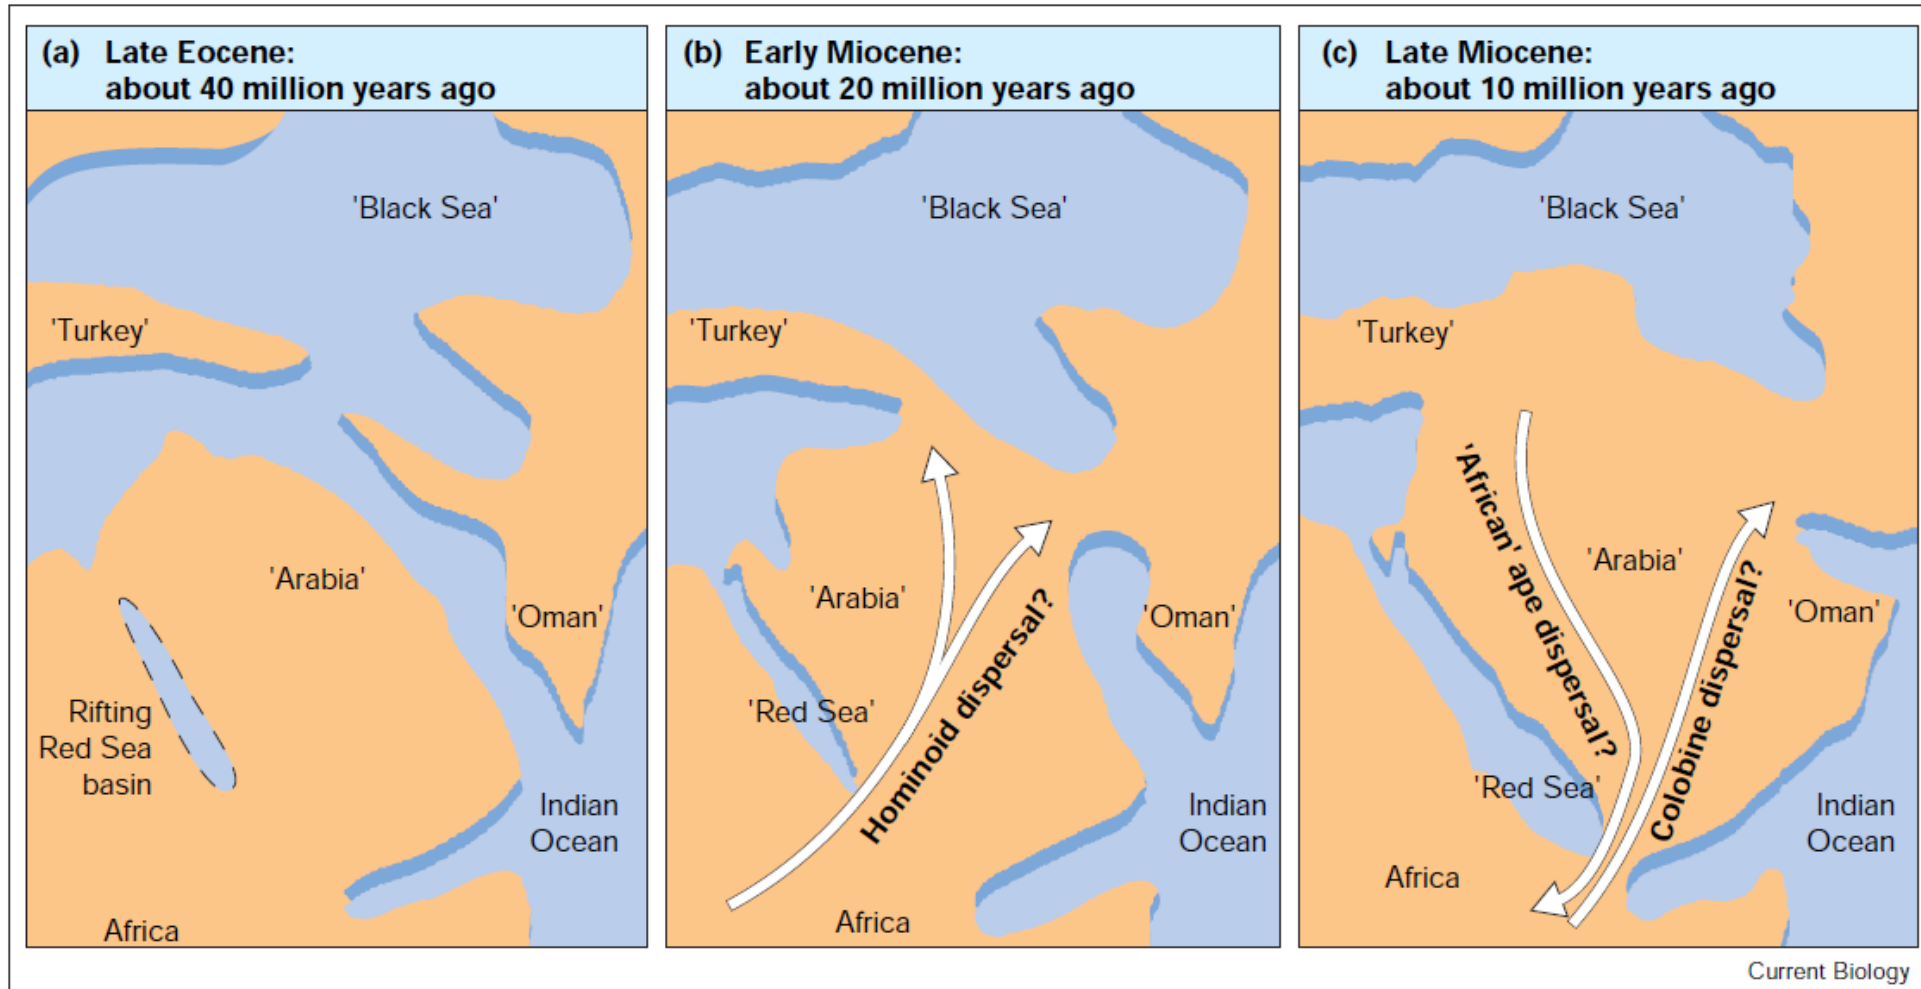 (a) Late Eocene:
about 40 million years ago
'Black Sea'
'Turkey'
'Arabia'
'Oman'
Rifting
Red Sea
basin
Indian
Ocean
Africa
(b) Early Miocene:
about 20 million years ago
'Black Sea'
'Turkey'
'Arabia'
'Oman'
'Red Sea'
Hominoid dispersal?
Indian
Ocean
Africa
(c) Late Miocene:
about 10 million years ago
'Black Sea'
'Turkey'
'African' ape dispersal?
'Arabia'
Colobine dispersal?
'Oman'
'Red Sea'
Indian
Ocean
Africa
Current Biology